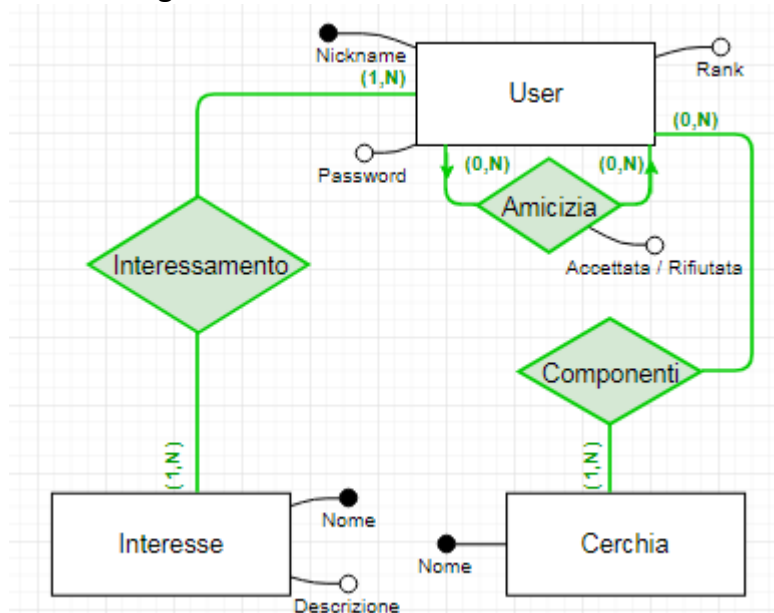 Nickname
(1,N)
User
Rank
(0,N)
Password
(0,N)
(0,N)
Amicizia
Accettata / Rifiutata
Interessamento
Componenti
(1,N)
(1,N)
Nome
Interesse
Descrizione
Nome
Cerchia